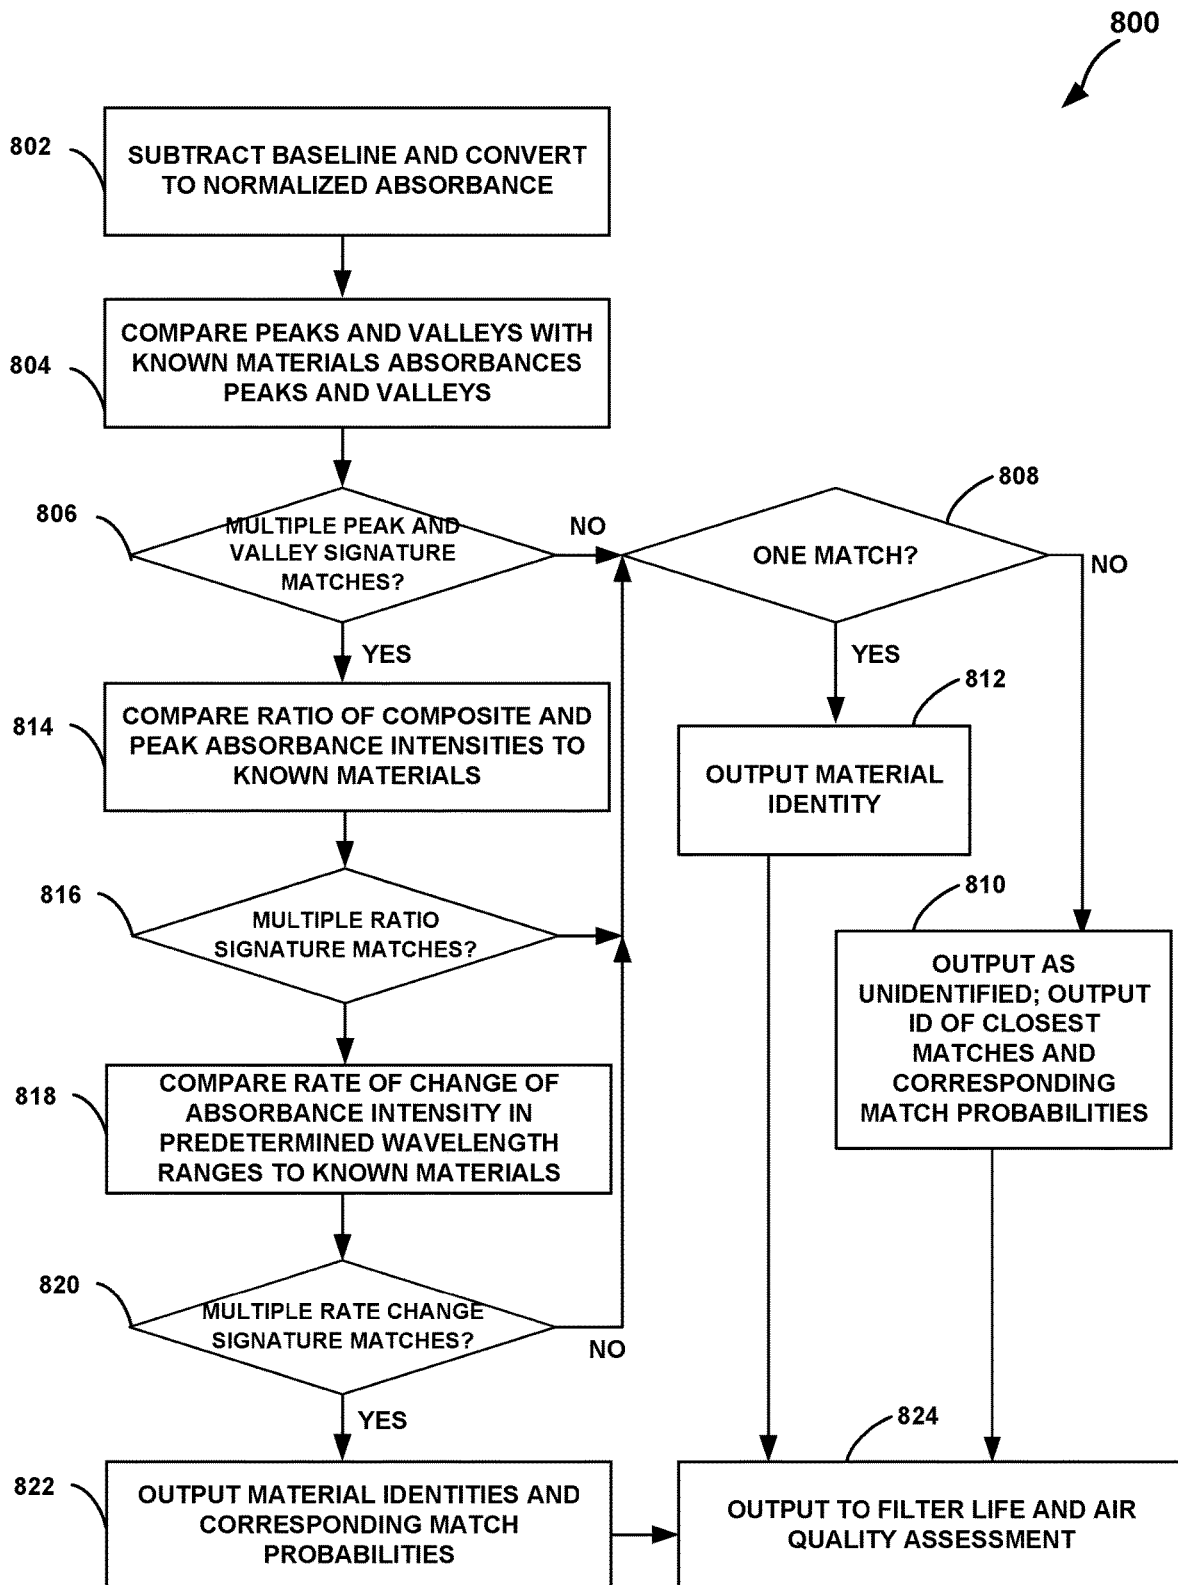 800
802
SUBTRACT BASELINE AND CONVERT
TO NORMALIZED ABSORBANCE
804
COMPARE PEAKS AND VALLEYS WITH
KNOWN MATERIALS ABSORBANCES
PEAKS AND VALLEYS
806
MULTIPLE PEAK AND
VALLEY SIGNATURE
MATCHES?
NO
YES
808
ONE MATCH?
NO
YES
814
COMPARE RATIO OF COMPOSITE AND
PEAK ABSORBANCE INTENSITIES TO
KNOWN MATERIALS
812
OUTPUT MATERIAL
IDENTITY
816
MULTIPLE RATIO
SIGNATURE MATCHES?
810
OUTPUT AS
UNIDENTIFIED; OUTPUT
ID OF CLOSEST
MATCHES AND
CORRESPONDING
MATCH PROBABILITIES
818
COMPARE RATE OF CHANGE OF
ABSORBANCE INTENSITY IN
PREDETERMINED WAVELENGTH
RANGES TO KNOWN MATERIALS
820
MULTIPLE RATE CHANGE
SIGNATURE MATCHES?
NO
YES
822
OUTPUT MATERIAL IDENTITIES AND
CORRESPONDING MATCH
PROBABILITIES
824
OUTPUT TO FILTER LIFE AND AIR
QUALITY ASSESSMENT